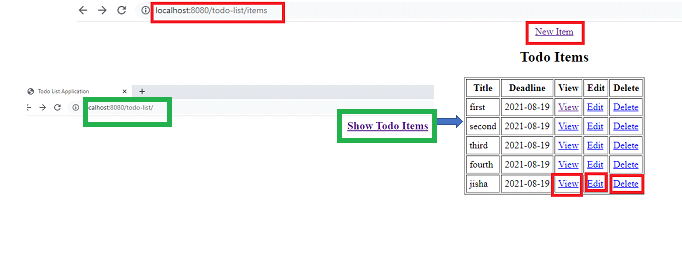 localhost:8080/todo-list/items
New Item
Todo Items
Title Deadline View Edit Delete
first 2021-08-19 View Edit Delete
second 2021-08-19 View Edit Delete
third 2021-08-19 View Edit Delete
fourth 2021-08-19 View Edit Delete
jisha 2021-08-19 View Edit Delete
Todo List Application
localhost:8080/todo-list/
Show Todo Items